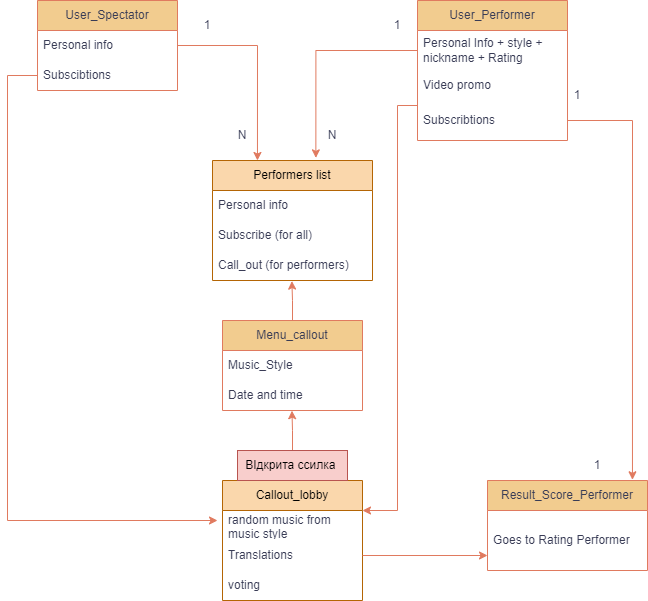 User_Spectator
Personal info
Subscibtions
1
1
User_Performer
Personal Info + style +
nickname + Rating
Video promo
Subscribtions
1
N
N
Performers list
Personal info
Subscribe (for all)
Call_out (for performers)
Menu_callout
Music_Style
Date and time
ВІдкрита ссилка
Callout_lobby
random music from
music style
Translations
voting
1
Result_Score_Performer
Goes to Rating Performer